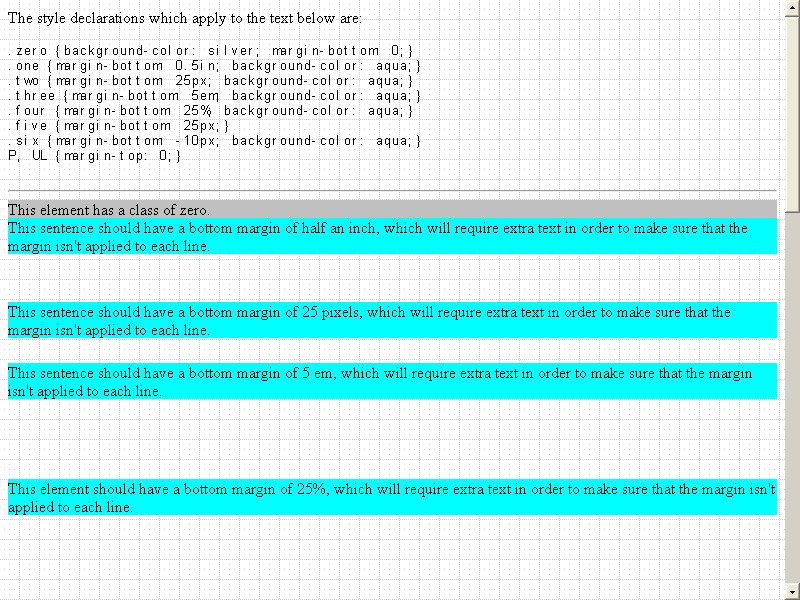 The style declarations which apply to the text below are:
.zero {background-color: silver; margin-bottom: 0;}
.one {margin-bottom: 0.5in; background-color: aqua;}
.two {margin-bottom: 25px; background-color: aqua;}
.three {margin-bottom: 5em; background-color: aqua;}
.four {margin-bottom: 25%; background-color: aqua;}
.five {margin-bottom: 25px;}
.six {margin-bottom: -10px; background-color: aqua;}
P, UL {margin-top: 0;}
This element has a class of zero.
This sentence should have a bottom margin of half an inch, which will require extra text in order to make sure that the
margin isn't applied to each line.
This sentence should have a bottom margin of 25 pixels, which will require extra text in order to make sure that the
margin isn't applied to each line.
This sentence should have a bottom margin of 5 em, which will require extra text in order to make sure that the margin
isn't applied to each line.
This element should have a bottom margin of 25%, which will require extra text in order to make sure that the margin isn't
applied to each line.